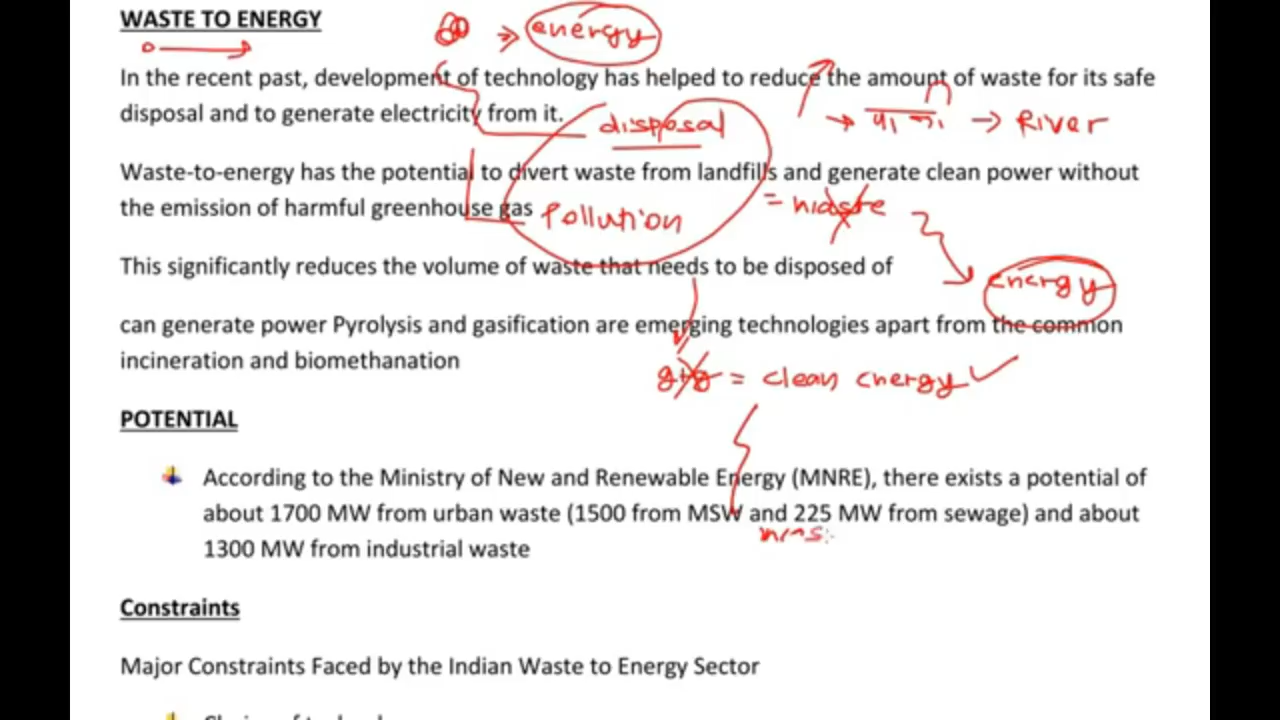 WASTE TO ENERGY
energy
In the recent past, development of technology has helped to reduce the amount of waste for its safe
disposal and to generate electricity from it.
disposal
→ River
Waste-to-energy has the potential to divert waste from landfills and generate clean power without
the emission of harmful greenhouse gas
Pollution
energy
This significantly reduces the volume of waste that needs to be disposed of
can generate power Pyrolysis and gasification are emerging technologies apart from the common
incineration and biomethanation
= clean energy
POTENTIAL
According to the Ministry of New and Renewable Energy (MNRE), there exists a potential of
about 1700 MW from urban waste (1500 from MSW and 225 MW from sewage) and about
1300 MW from industrial waste
Constraints
Major Constraints Faced by the Indian Waste to Energy Sector